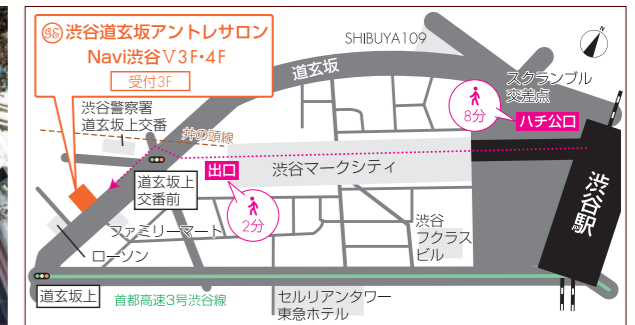 渋谷道玄坂アントレサロン
Navi渋谷Ⅴ3F・4F
受付3F
SHIBUYA109
道玄坂
スクランブル
交差点
N
8分
ハチ公口
渋谷警察署
道玄坂上交番
井の頭線
出口
渋谷マークシティ
渋谷駅
道玄坂上
交番前
2分
ファミリーマート
ローソン
渋谷
フクラス
ビル
道玄坂上
首都高速3号渋谷線
セルリアンタワー
東急ホテル